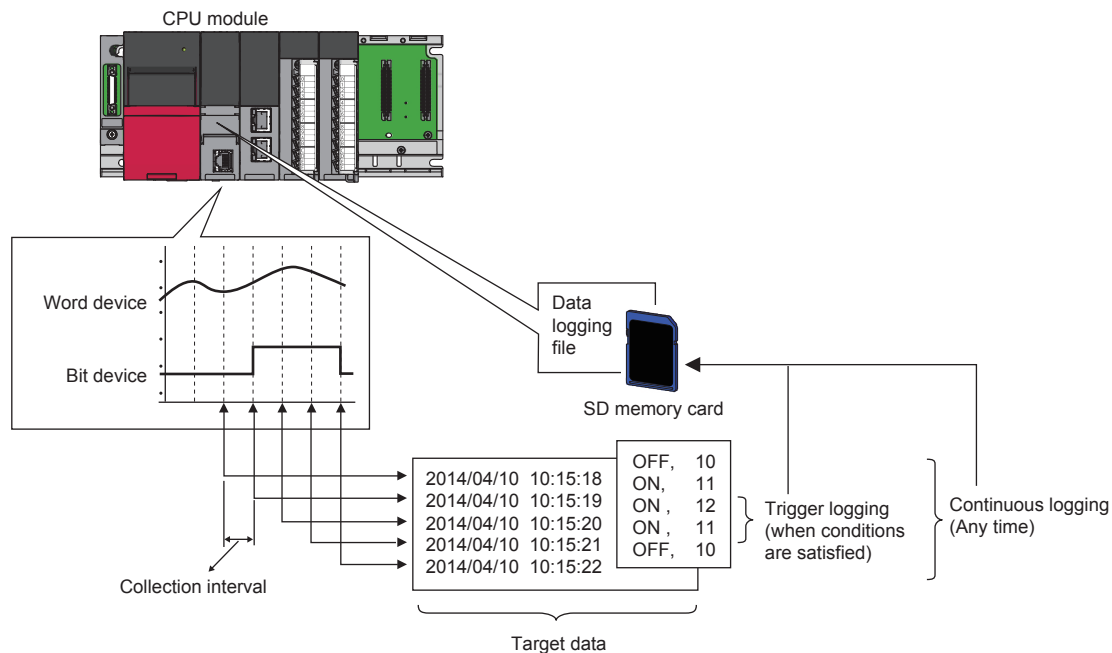 CPU module
Word device
Bit device
Data
logging
file
SD memory card
2014/04/10 10:15:18
2014/04/10 10:15:19
2014/04/10 10:15:20
2014/04/10 10:15:21
2014/04/10 10:15:22
OFF, 10
ON, 11
ON , 12
ON , 11
OFF, 10
Trigger logging
(when conditions
are satisfied)
Continuous logging
(Any time)
Collection interval
Target data